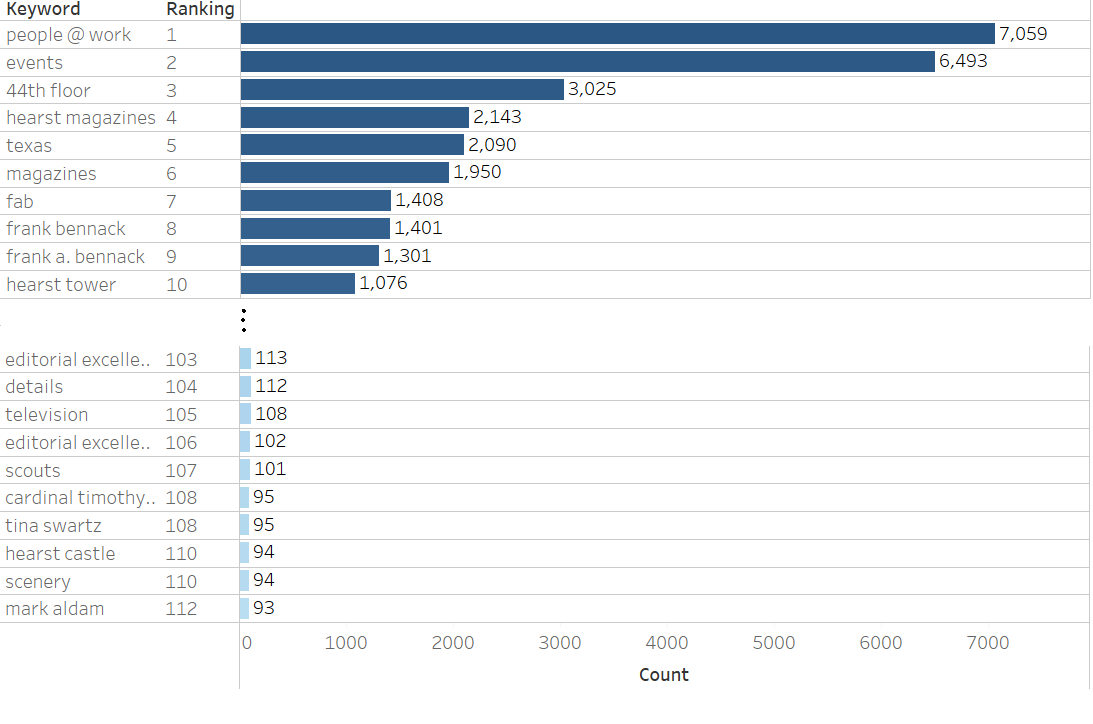 Keyword Ranking
people @ work 1 7,059
events 2 6,493
44th floor 3 3,025
hearst magazines 4 2,143
texas 5 2,090
magazines 6 1,950
fab 7 1,408
frank bennack 8 1,401
frank a. bennack 9 1,301
hearst tower 10 1,076
editorial excelle.. 103 113
details 104 112
television 105 108
editorial excelle.. 106 102
scouts 107 101
cardinal timothy.. 108 95
tina swartz 108 95
hearst castle 110 94
scenery 110 94
mark aldam 112 93
0 1000 2000 3000 4000 5000 6000 7000
Count